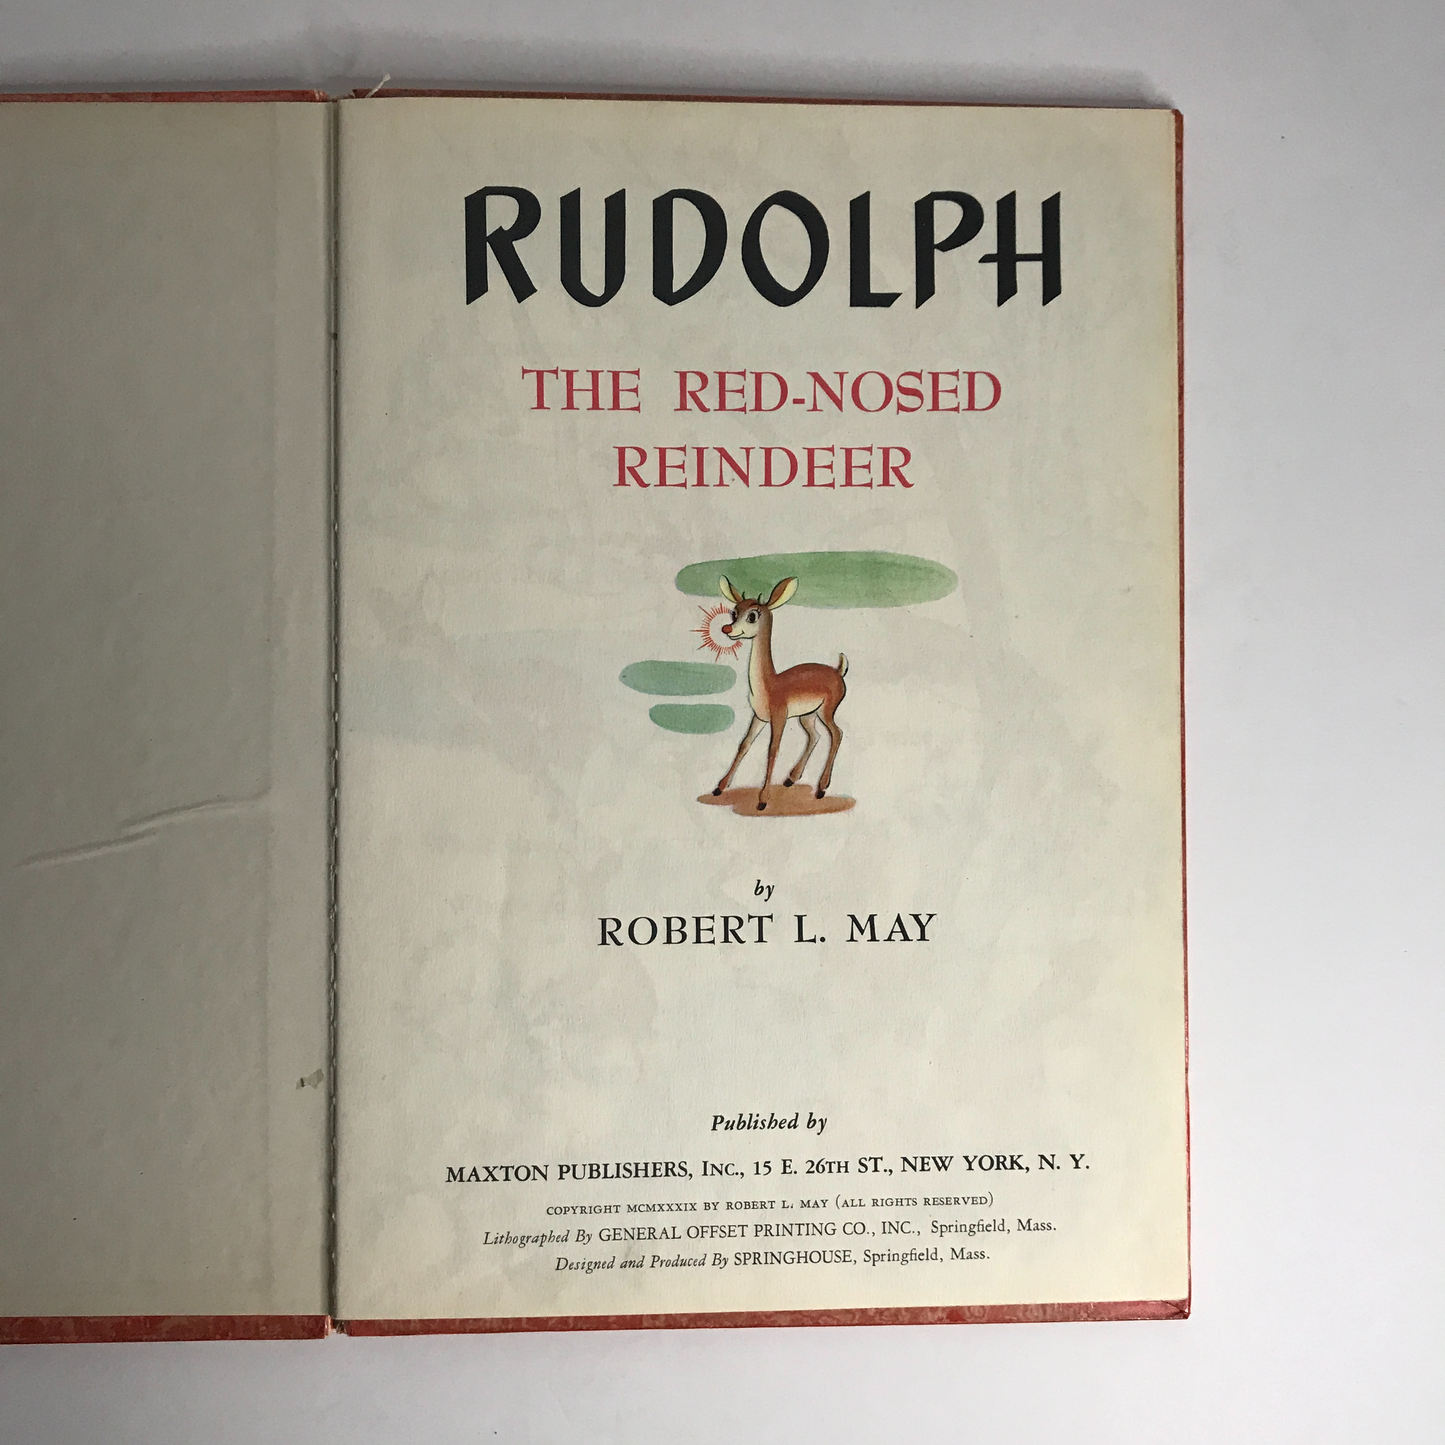 RUDOLPH
THE RED-NOSED
REINDEER
by
ROBERT L. MAY
Published by
MAXTON PUBLISHERS, INC., 15 E. 26TH ST., NEW YORK, N. Y.
COPYRIGHT MCMXXXIX BY ROBERT L. MAY (ALL RIGHTS RESERVED)
Lithographed By GENERAL OFFSET PRINTING CO., INC., Springfield, Mass.
Designed and Produced By SPRINGHOUSE, Springfield, Mass.